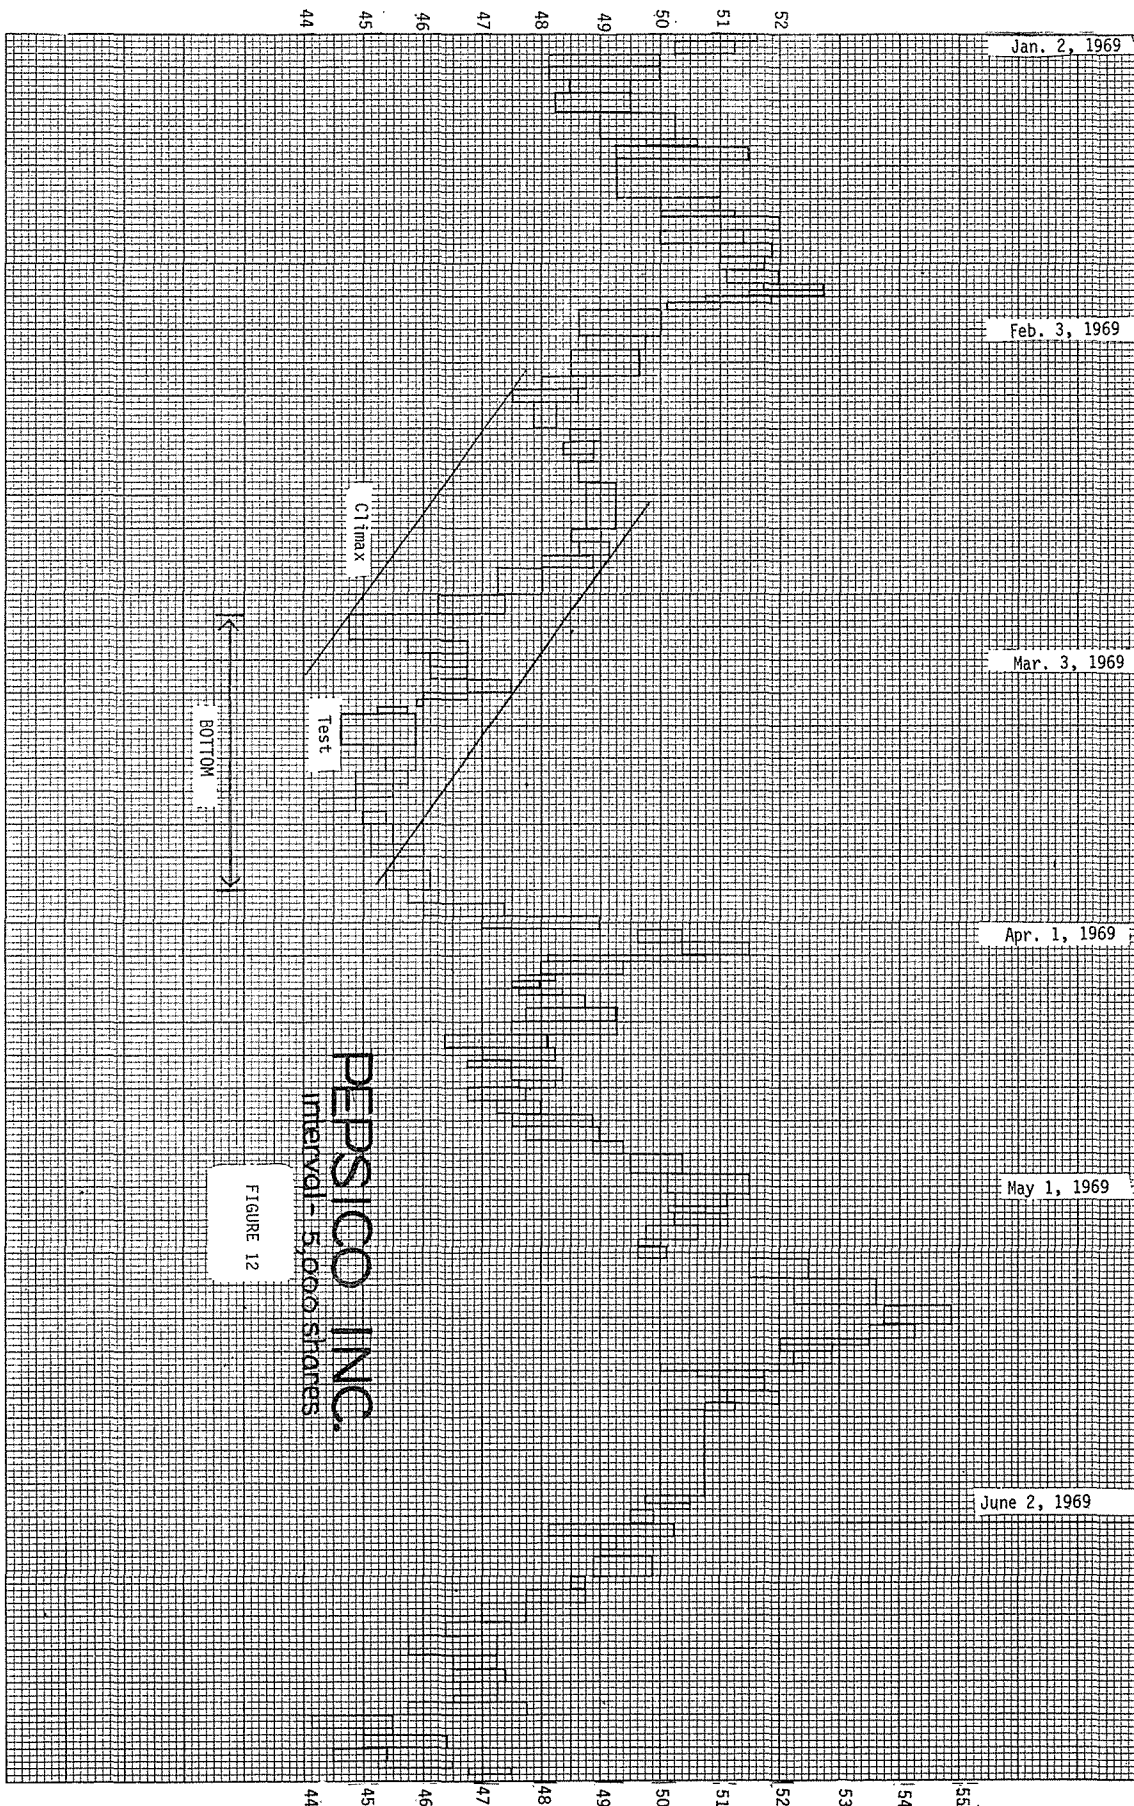 44 45 46 47 48 49 50 51 52
Jan. 2, 1969
Feb. 3, 1969
Mar. 3, 1969
Apr. 1, 1969
May 1, 1969
June 2, 1969
Climax
Test
BOTTOM
PEPSICO INC.
interval- 5,000 shares
FIGURE 12
44 45 46 47 48 49 50 51 52 53 54 55